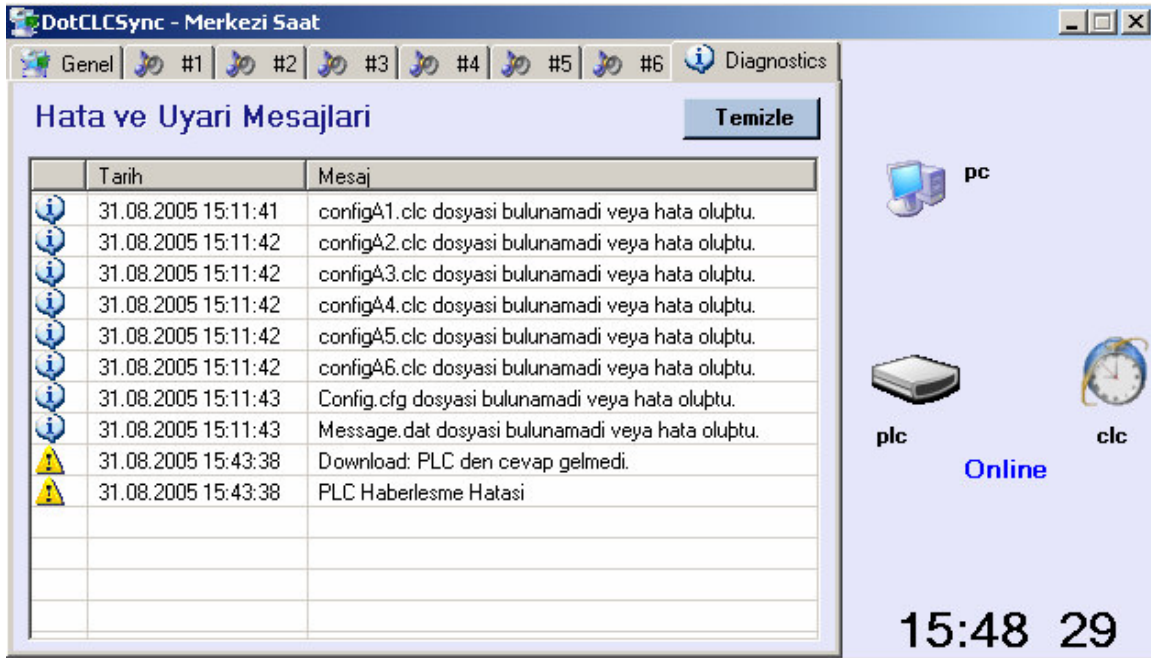 DotCLCSync - Merkezi Saat
Genel #1 #2 #3 #4 #5 #6 Diagnostics
Hata ve Uyari Mesajlari Temizle
Tarih Mesaj
31.08.2005 15:11:41 configA1.clc dosyasi bulunamadi veya hata oluþtu.
31.08.2005 15:11:42 configA2.clc dosyasi bulunamadi veya hata oluþtu.
31.08.2005 15:11:42 configA3.clc dosyasi bulunamadi veya hata oluþtu.
31.08.2005 15:11:42 configA4.clc dosyasi bulunamadi veya hata oluþtu.
31.08.2005 15:11:42 configA5.clc dosyasi bulunamadi veya hata oluþtu.
31.08.2005 15:11:42 configA6.clc dosyasi bulunamadi veya hata oluþtu.
31.08.2005 15:11:43 Config.cfg dosyasi bulunamadi veya hata oluþtu.
31.08.2005 15:11:43 Message.dat dosyasi bulunamadi veya hata oluþtu.
31.08.2005 15:43:38 Download: PLC den cevap gelmedi.
31.08.2005 15:43:38 PLC Haberlesme Hatasi
pc
plc clc
Online
15:48 29